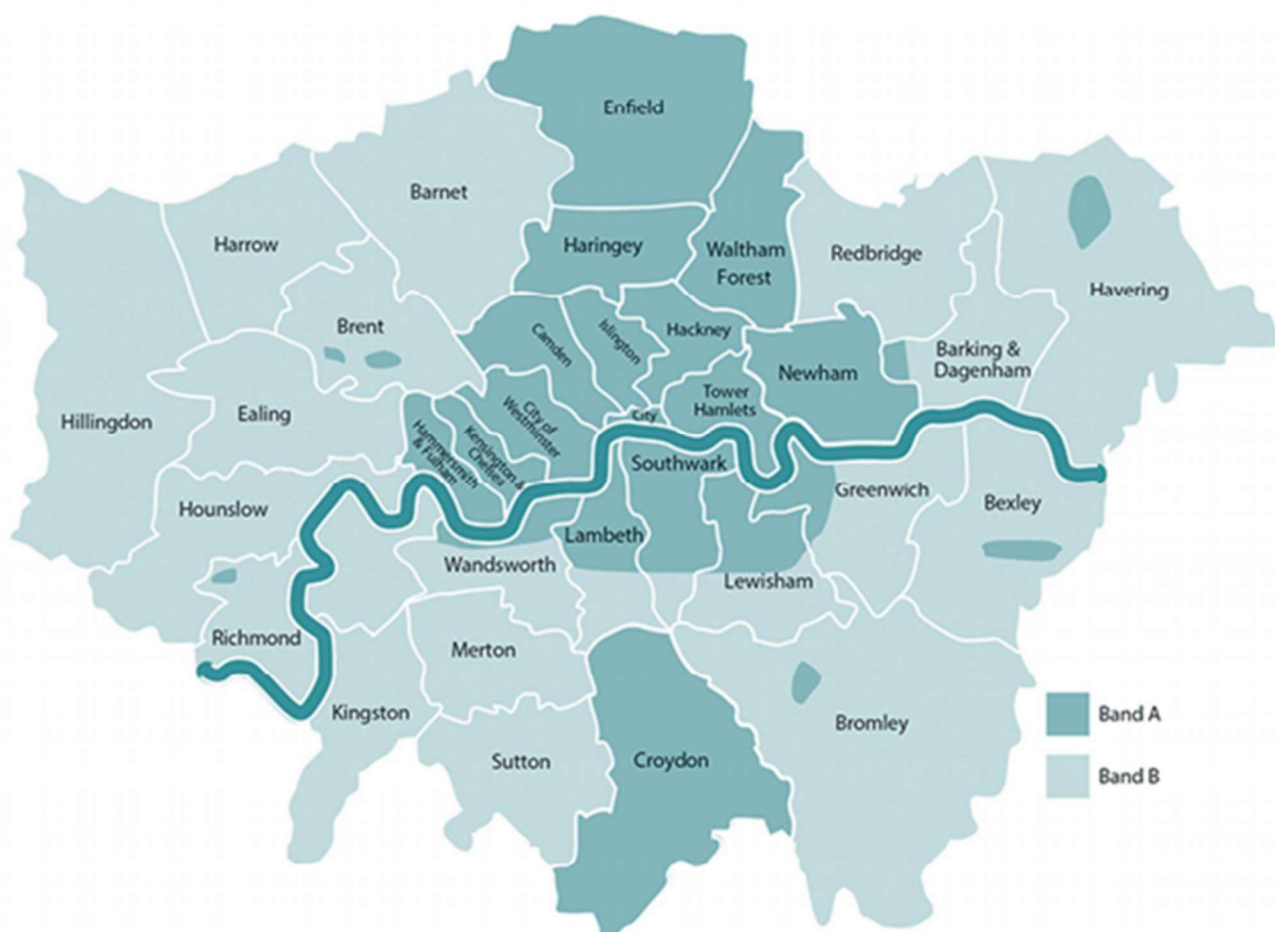 Enfield
Barnet
Harrow
Haringey
Waltham
Forest
Redbridge
Havering
Brent
Camden
Islington
Hackney
Newham
Barking &
Dagenham
Hillingdon
Ealing
Hammersmith
& Fulham
Kensington &
Chelsea
City of
Westminster
City
Tower
Hamlets
Southwark
Hounslow
Greenwich
Bexley
Lambeth
Wandsworth
Lewisham
Richmond
Merton
Kingston
Sutton
Croydon
Bromley
Band A
Band B